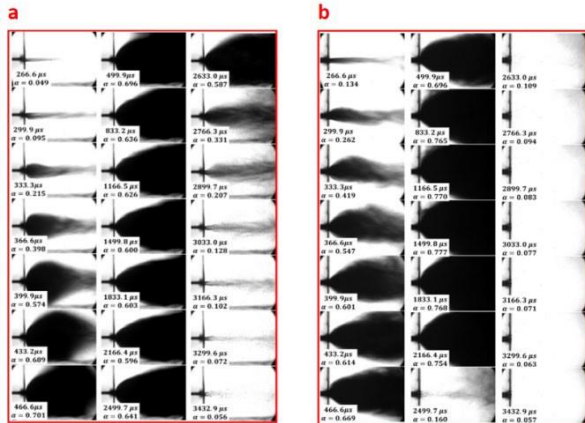 a
266.6 μs
α = 0.049
299.9 μs
α = 0.095
333.3μs
α = 0.215
366.6 μs
α = 0.398
399.9μs
α = 0.574
433.2μs
α = 0.609
466.6 μs
α = 0.701
499.9 μs
α = 0.696
833.2 μs
α = 0.636
1166.5 μs
α = 0.626
1499.8 μs
α = 0.600
1833.1 μs
α = 0.603
2166.4 μs
α = 0.596
2499.7 μs
α = 0.641
2633.0 μs
α = 0.587
2766.3 μs
α = 0.331
2899.7 μs
α = 0.207
3033.0 μs
α = 0.128
3166.3 μs
α = 0.102
3299.6 μs
α = 0.072
3432.9 μs
α = 0.056
b
266.6 μs
α = 0.134
299.9 μs
α = 0.262
333.3 μs
α = 0.419
366.6 μs
α = 0.547
399.9 μs
α = 0.601
433.2 μs
α = 0.614
466.6 μs
α = 0.669
499.9 μs
α = 0.696
833.2 μs
α = 0.765
1166.5 μs
α = 0.770
1499.8 μs
α = 0.777
1833.1 μs
α = 0.760
2166.4 μs
α = 0.754
2499.7 μs
α = 0.160
2633.0 μs
α = 0.109
2766.3 μs
α = 0.094
2899.7 μs
α = 0.083
3033.0 μs
α = 0.077
3166.3 μs
α = 0.071
3299.6 μs
α = 0.063
3432.9 μs
α = 0.057